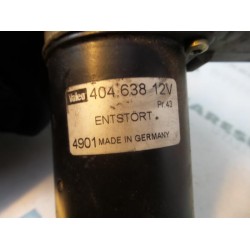 Valeo 404.638 12V
Pr.43
ENTSTÖRT.
4901 MADE IN GERMANY